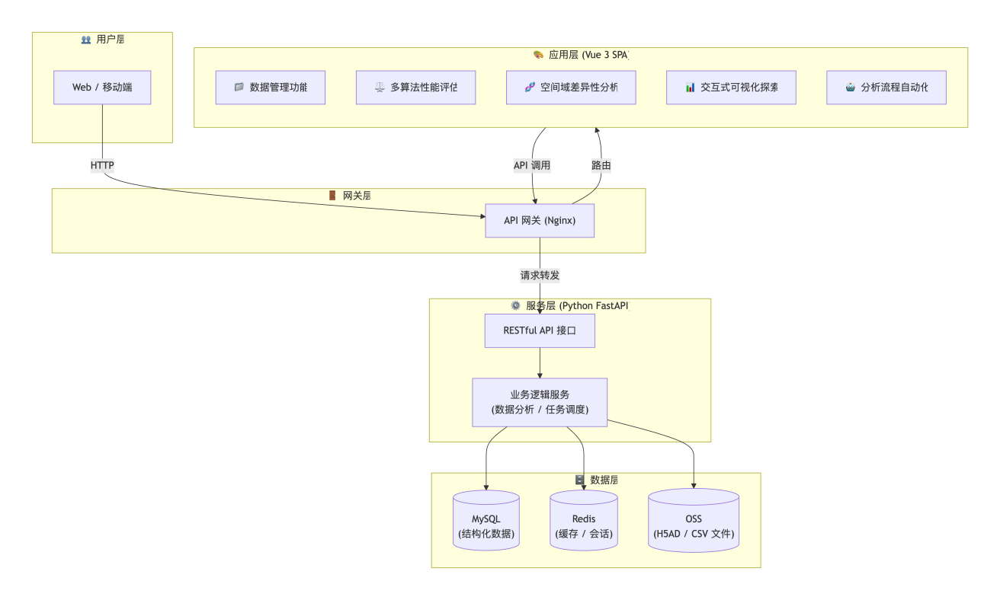 👥 用户层
Web / 移动端
🎨 应用层 (Vue 3 SPA)
📁 数据管理功能
⚖️ 多算法性能评估
🧬 空间域差异性分析
📊 交互式可视化探索
🤖 分析流程自动化
HTTP
API 调用
路由
🚪 网关层
API 网关 (Nginx)
请求转发
⚙️ 服务层 (Python FastAPI)
RESTful API 接口
业务逻辑服务
(数据分析 / 任务调度)
🗄️ 数据层
MySQL
(结构化数据)
Redis
(缓存 / 会话)
OSS
(H5AD / CSV 文件)